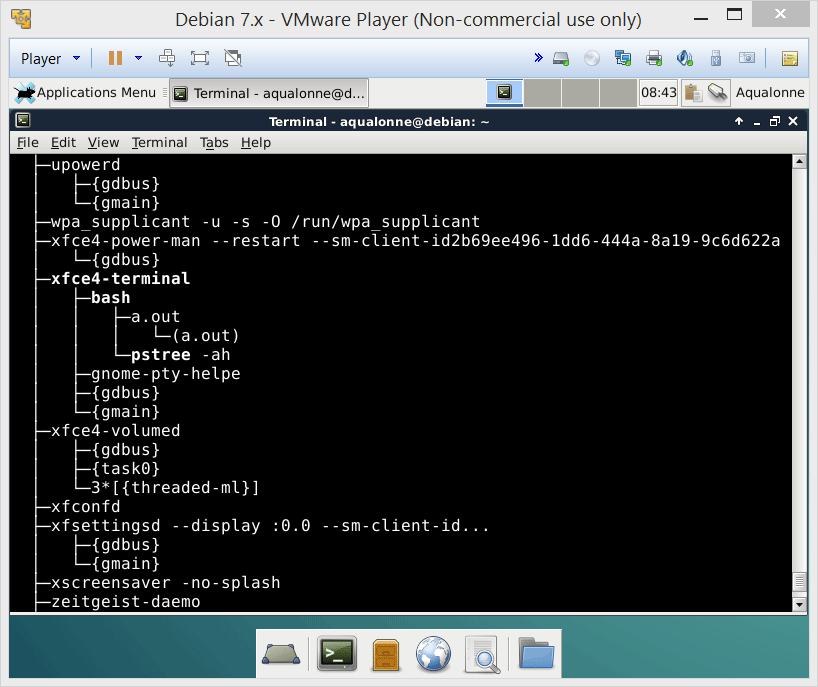 Debian 7.x - VMware Player (Non-commercial use only)
Player
Applications Menu
Terminal - aqualonne@d...
08:43
Aqualonne
Terminal - aqualonne@debian: ~
File Edit View Terminal Tabs Help
├─upowerd
│   ├─{gdbus}
│   └─{gmain}
├─wpa_supplicant -u -s -O /run/wpa_supplicant
├─xfce4-power-man --restart --sm-client-id2b69ee496-1dd6-444a-8a19-9c6d622a
│   └─{gdbus}
├─xfce4-terminal
│   ├─bash
│   │   ├─a.out
│   │   │   └─(a.out)
│   │   └─pstree -ah
│   ├─gnome-pty-helpe
│   ├─{gdbus}
│   └─{gmain}
├─xfce4-volumed
│   ├─{gdbus}
│   ├─{task0}
│   └─3*[{threaded-ml}]
├─xfconfd
├─xfsettingsd --display :0.0 --sm-client-id...
│   ├─{gdbus}
│   └─{gmain}
├─xscreensaver -no-splash
├─zeitgeist-daemo